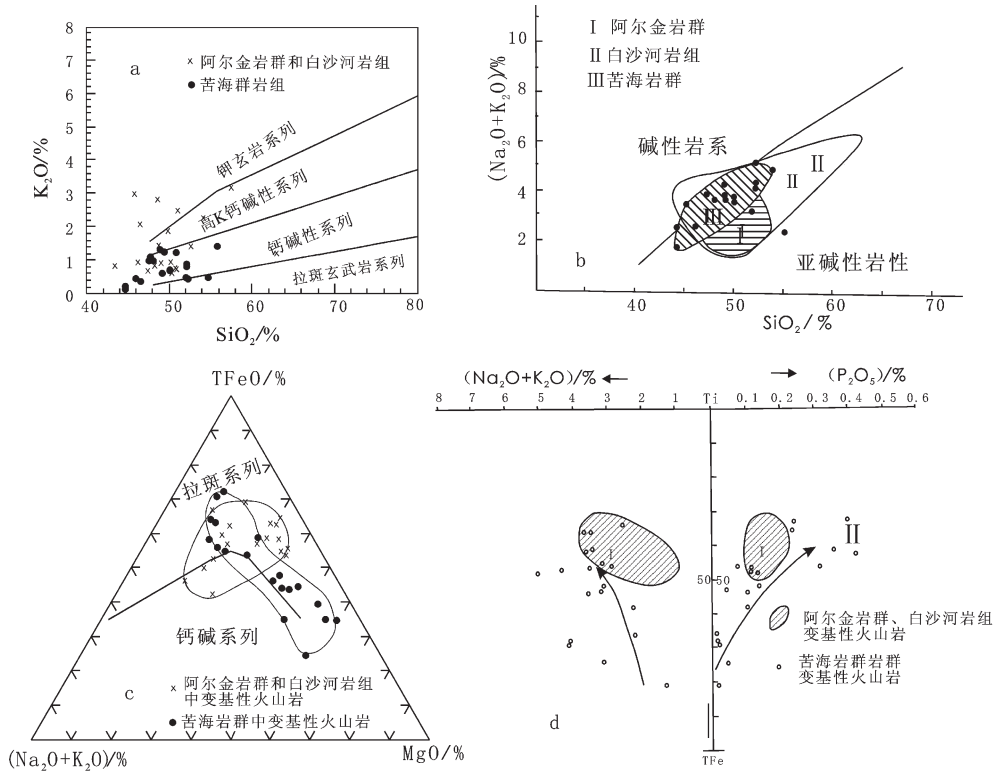 8
7
6
5
4
3
2
1
0
K₂O/%
a
× 阿尔金岩群和白沙河岩组
● 苦海群岩组
钾玄岩系列
高K钙碱性系列
钙碱性系列
拉斑玄武岩系列
40 50 60 70 80
SiO₂/%
10
8
6
4
2
(Na₂O+K₂O)/%
Ⅰ 阿尔金岩群
Ⅱ 白沙河岩组
Ⅲ 苦海岩群
碱性岩系
Ⅱ
Ⅱ
Ⅲ
Ⅰ
b
亚碱性岩性
40 50 60 70
SiO₂/%
TFeO/%
拉斑系列
钙碱系列
c
× 阿尔金岩群和白沙河岩组
中变基性火山岩
● 苦海岩群中变基性火山岩
(Na₂O+K₂O)/%
MgO/%
(Na₂O+K₂O)/% ← → (P₂O₅)/%
8 7 6 5 4 3 2 1 Ti 0.1 0.2 0.3 0.4 0.5 0.6
Ⅰ
Ⅰ
Ⅱ
50 50
阿尔金岩群、白沙河岩组
变基性火山岩
苦海岩群岩群
变基性火山岩
d
TFe